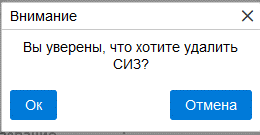 Внимание
Вы уверены, что хотите удалить
СИЗ?
Ок
Отмена